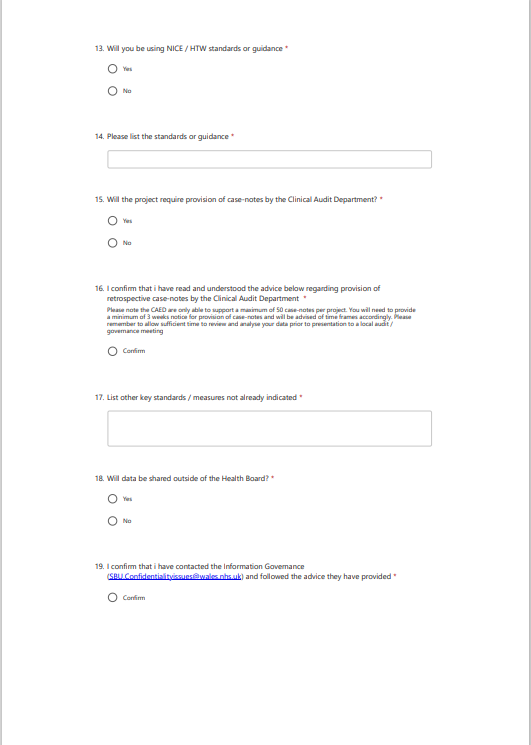 13. Will you be using NICE / HTW standards or guidance *
Yes
No
14. Please list the standards or guidance *
15. Will the project require provision of case-notes by the Clinical Audit Department? *
Yes
No
16. I confirm that i have read and understood the advice below regarding provision of
retrospective case-notes by the Clinical Audit Department *
Please note the CAED are only able to support a maximum of 50 case-notes per project. You will need to provide
a minimum of 3 weeks notice for provision of case-notes and will be advised of time frames accordingly. Please
remember to allow sufficient time to review and analyse your data prior to presentation to a local audit /
governance meeting
Confirm
17. List other key standards / measures not already indicated *
18. Will data be shared outside of the Health Board? *
Yes
No
19. I confirm that i have contacted the Information Governance
(SBU.Confidentialityissues@wales.nhs.uk) and followed the advice they have provided *
Confirm